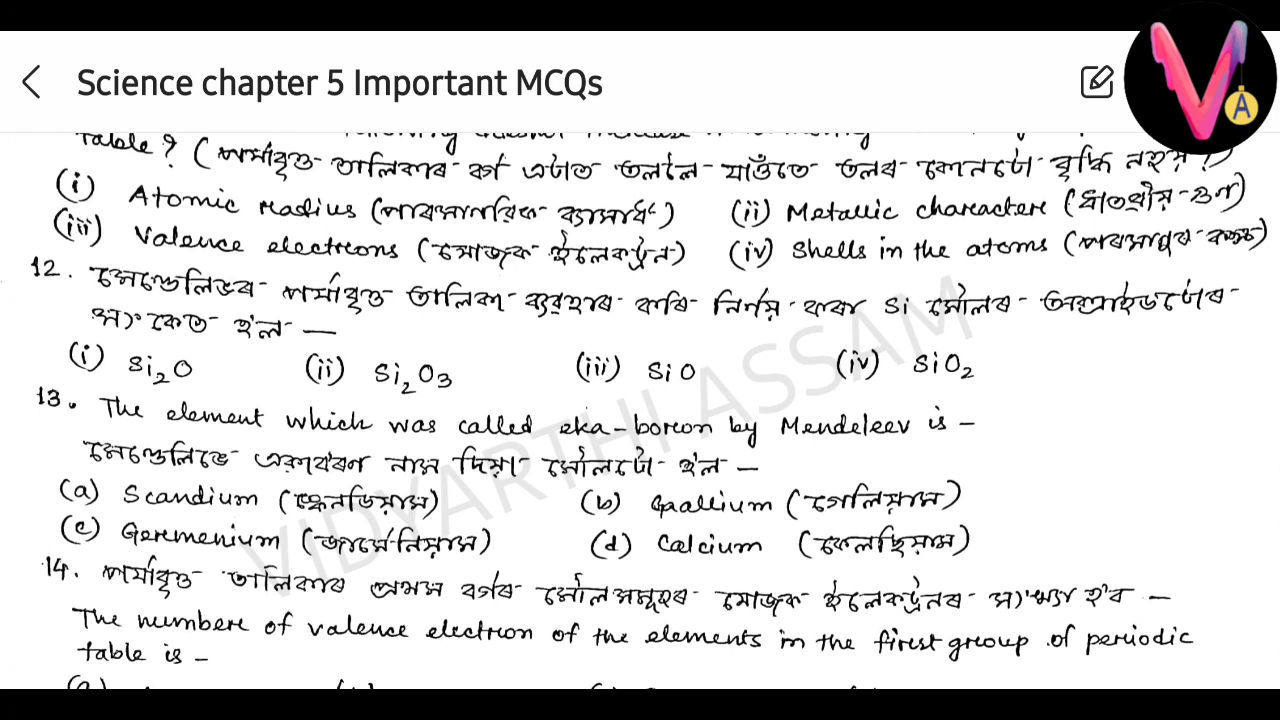 Science chapter 5 Important MCQs
V
A
table? (পৰ্যাবৃত্ত তালিকাৰ বৰ্গ এটাত তললৈ যাওঁতে তলৰ কোনটো বৃদ্ধি নহয়?)
(i) Atomic radius (পাৰমাণৱিক ব্যাসাৰ্ধ) (ii) Metallic character (ধাতৱীয় গুণ)
(iii) Valence electrons (যোজক ইলেকট্ৰন) (iv) Shells in the atoms (পৰমাণুৰ কক্ষ)
12. মেণ্ডেলিভৰ পৰ্যাবৃত্ত তালিকা ব্যৱহাৰ কৰি নিৰ্ণয় কৰা Si মৌলৰ অক্সাইডটোৰ
সংকেত হ'ল —
(i) Si₂O (ii) Si₂O₃ (iii) SiO (iv) SiO₂
13. The element which was called eka-boron by Mendeleev is -
মেণ্ডেলিভে একাব'ৰণ নাম দিয়া মৌলটো হ'ল —
(a) Scandium (স্কেনডিয়াম) (b) Gallium (গেলিয়াম)
(c) Geremenium (জাৰ্মেনিয়াম) (d) Calcium (কেলছিয়াম)
14. পৰ্যাবৃত্ত তালিকাৰ প্ৰথম বৰ্গৰ মৌলসমূহৰ যোজক ইলেকট্ৰনৰ সংখ্যা হ'ব —
The number of valence electron of the elements in the first group of periodic
table is -
VIDYARTHI ASSAM